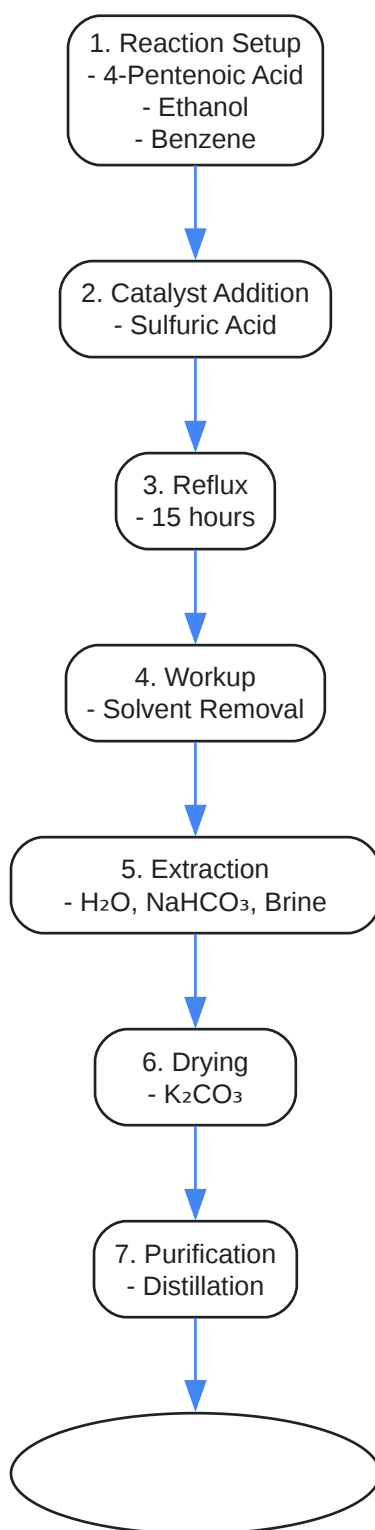 1. Reaction Setup
- 4-Pentenoic Acid
- Ethanol
- Benzene
2. Catalyst Addition
- Sulfuric Acid
3. Reflux
- 15 hours
4. Workup
- Solvent Removal
5. Extraction
- H₂O, NaHCO₃, Brine
6. Drying
- K₂CO₃
7. Purification
- Distillation